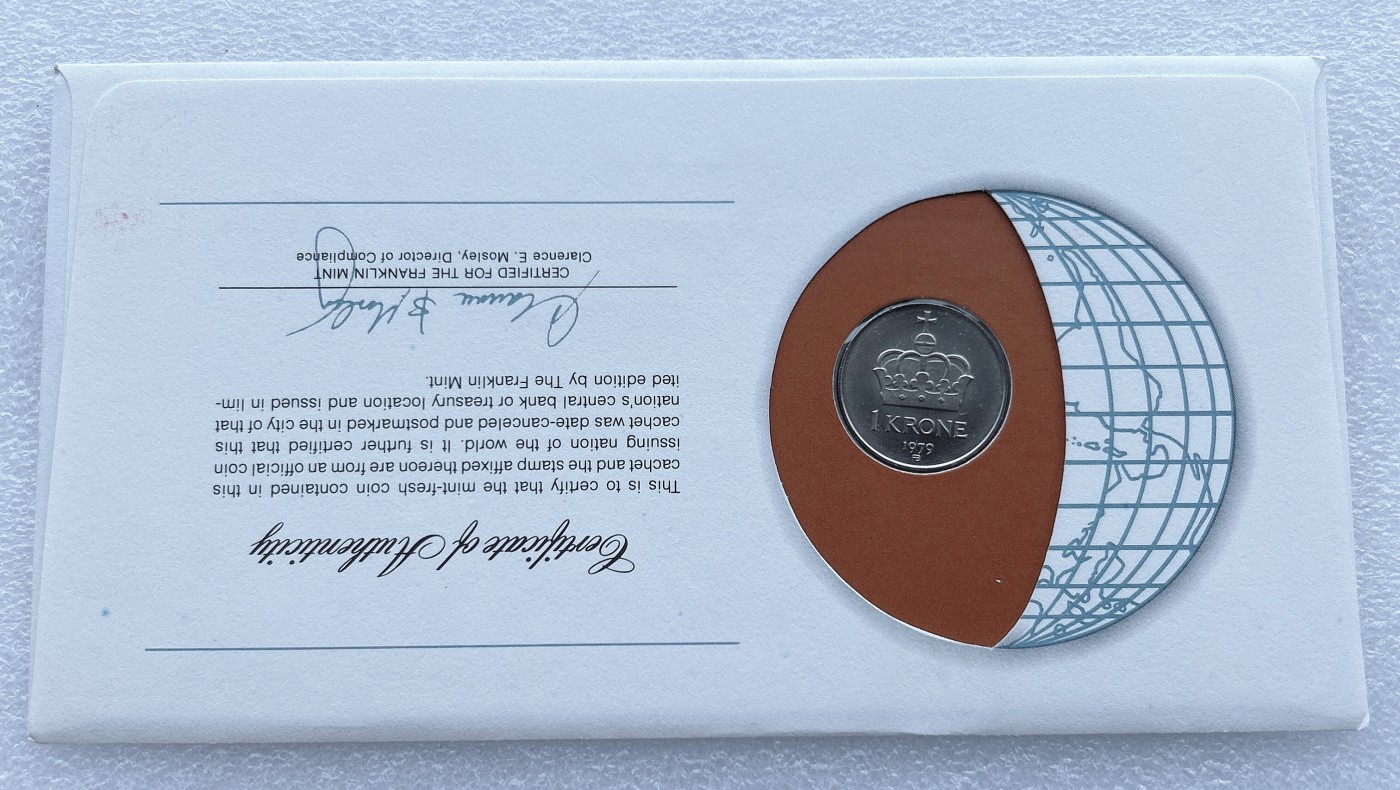 Certificate of Authenticity
This is to certify that the mint-fresh coin contained in this
cachet and the stamp affixed thereon are from an official coin
issuing nation of the world. It is further certified that this
cachet was date-canceled and postmarked in the city of that
nation's central bank or treasury location and issued in lim-
ited edition by The Franklin Mint.
CERTIFIED FOR THE FRANKLIN MINT
Clarence E. Mosley, Director of Compliance
1 KRONE
1979